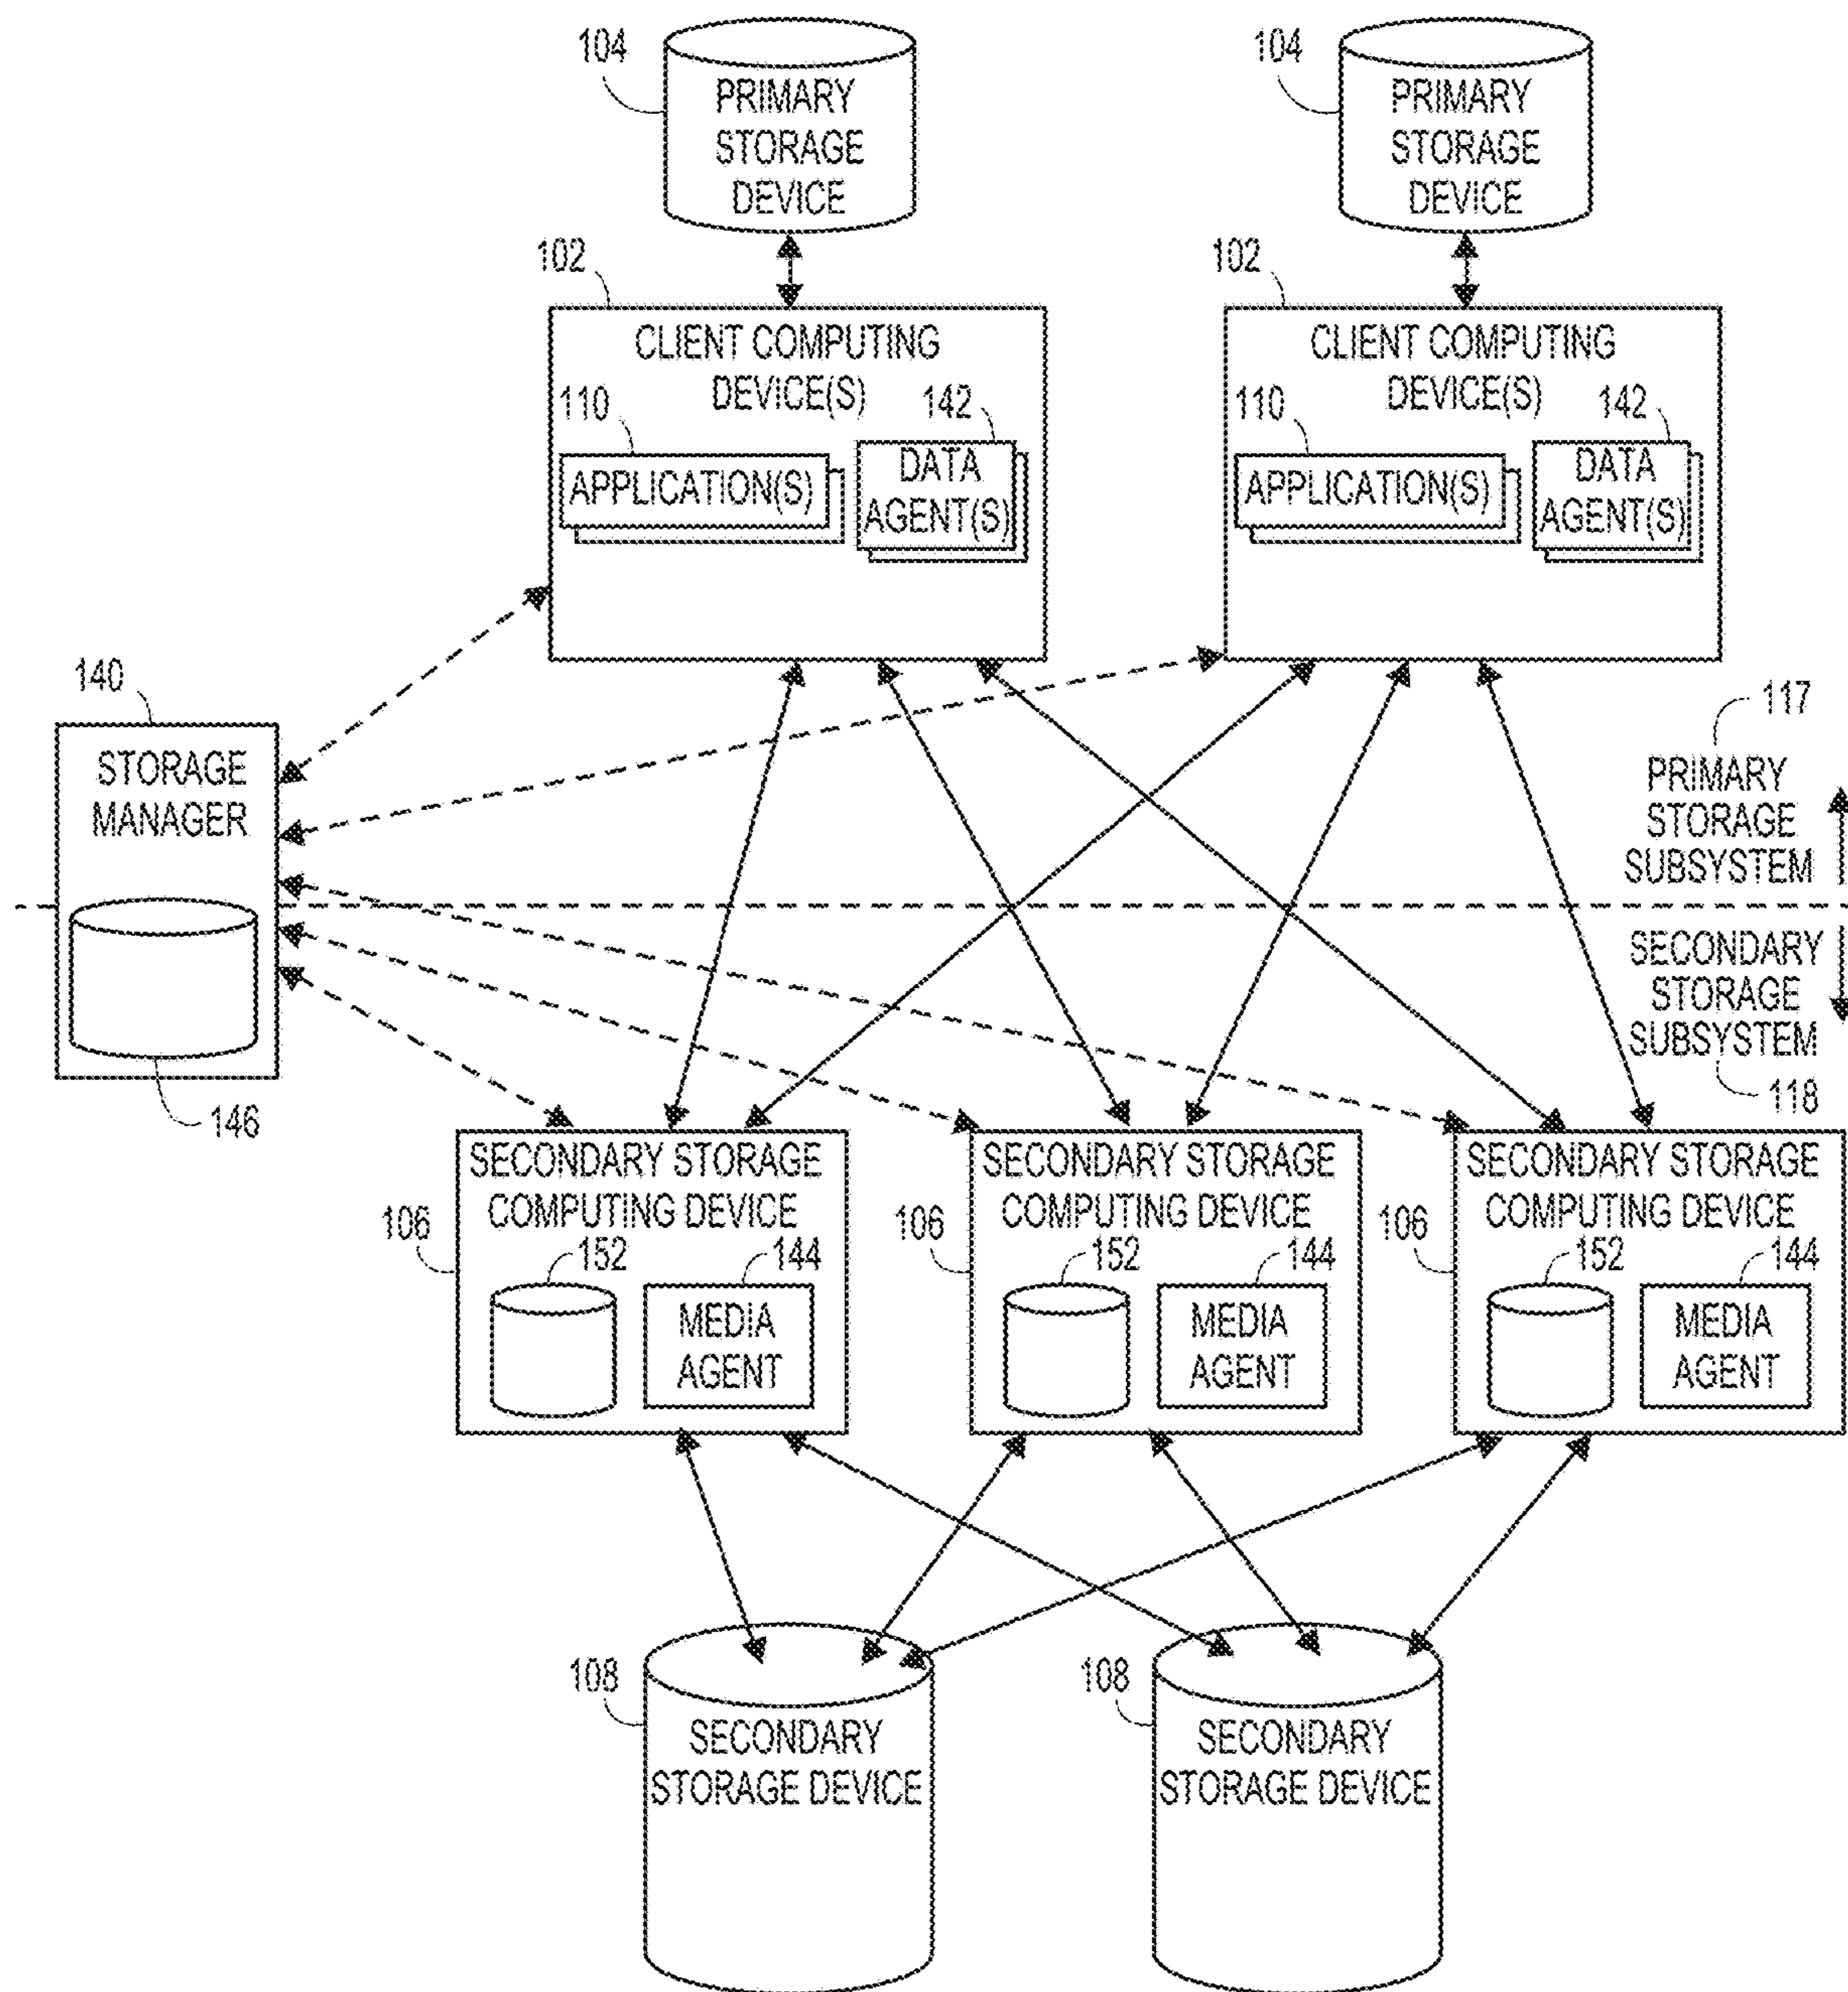 104
PRIMARY
STORAGE
DEVICE
104
PRIMARY
STORAGE
DEVICE
102
CLIENT COMPUTING
DEVICE(S)
110
142
APPLICATION(S)
DATA
AGENT(S)
102
CLIENT COMPUTING
DEVICE(S)
110
142
APPLICATION(S)
DATA
AGENT(S)
140
STORAGE
MANAGER
146
117
PRIMARY
STORAGE
SUBSYSTEM
SECONDARY
STORAGE
SUBSYSTEM
118
106
SECONDARY STORAGE
COMPUTING DEVICE
152
144
MEDIA
AGENT
106
SECONDARY STORAGE
COMPUTING DEVICE
152
144
MEDIA
AGENT
106
SECONDARY STORAGE
COMPUTING DEVICE
152
144
MEDIA
AGENT
108
SECONDARY
STORAGE DEVICE
108
SECONDARY
STORAGE DEVICE